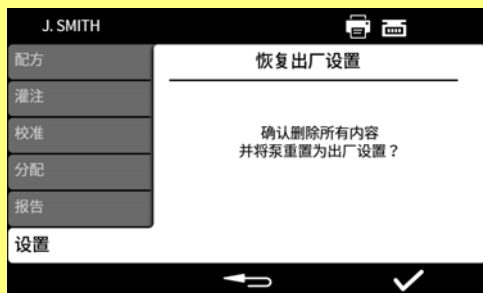 J. SMITH
配方
灌注
校准
分配
报告
设置
恢复出厂设置
确认删除所有内容
并将泵重置为出厂设置？